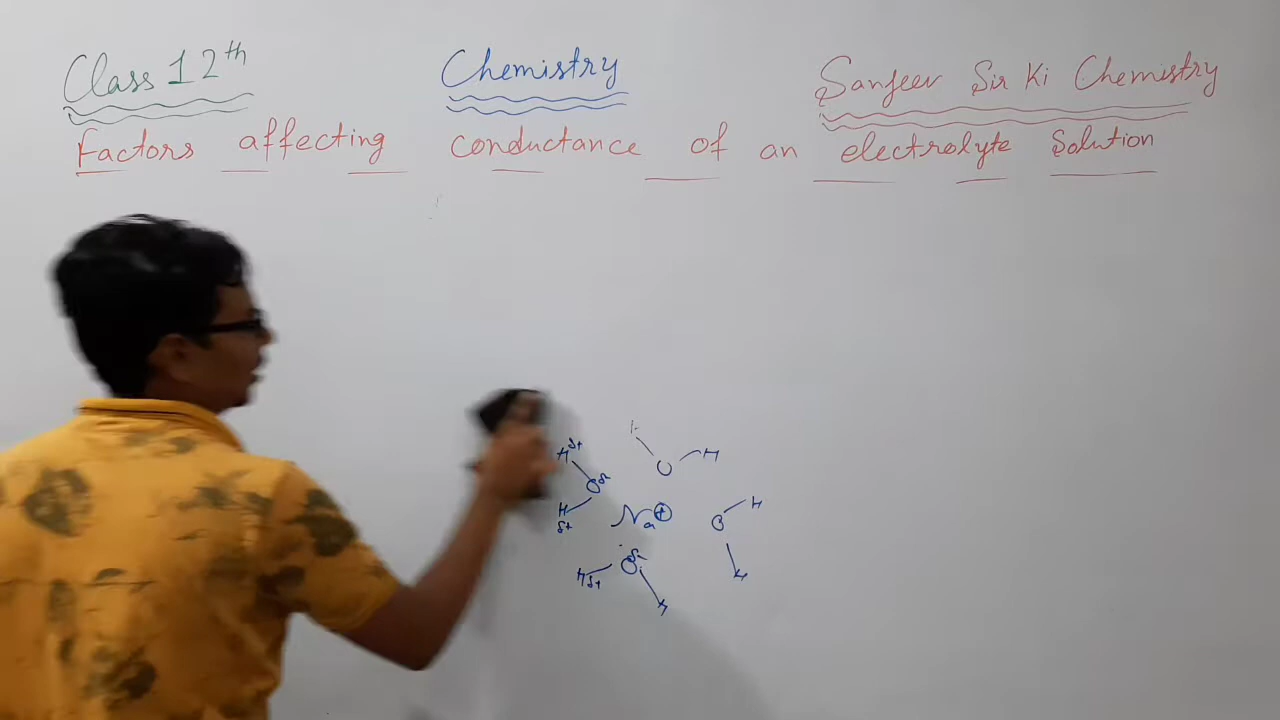 Class 12th Chemistry Sanjeev Sir Ki Chemistry
Factors affecting conductance of an electrolyte Solution
H H δ+
H δ+ O δ-
O H
H δ+
Na +
O H
O δ-
H δ+
H
H